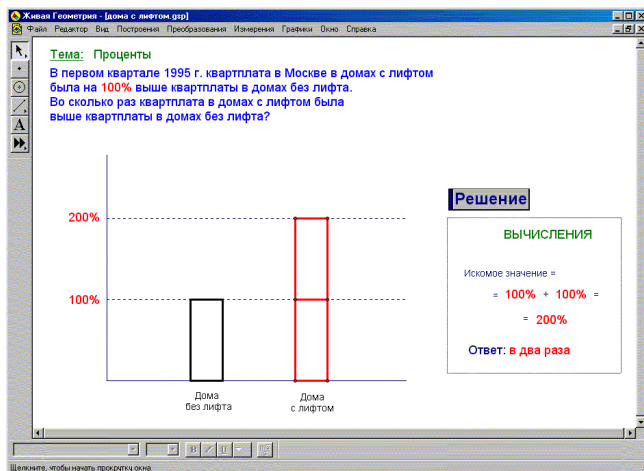 Живая Геометрия - [дома с лифтом.gsp]
Файл Редактор Вид Построения Преобразования Измерения Графики Окно Справка
Тема: Проценты
В первом квартале 1995 г. квартплата в Москве в домах с лифтом
была на 100% выше квартплаты в домах без лифта.
Во сколько раз квартплата в домах с лифтом была
выше квартплаты в домах без лифта?
A
200%
100%
Дома
без лифта
Дома
с лифтом
Решение
ВЫЧИСЛЕНИЯ
Искомое значение =
= 100% + 100% =
= 200%
Ответ: в два раза
B I U
Щелкните, чтобы начать прокрутку окна